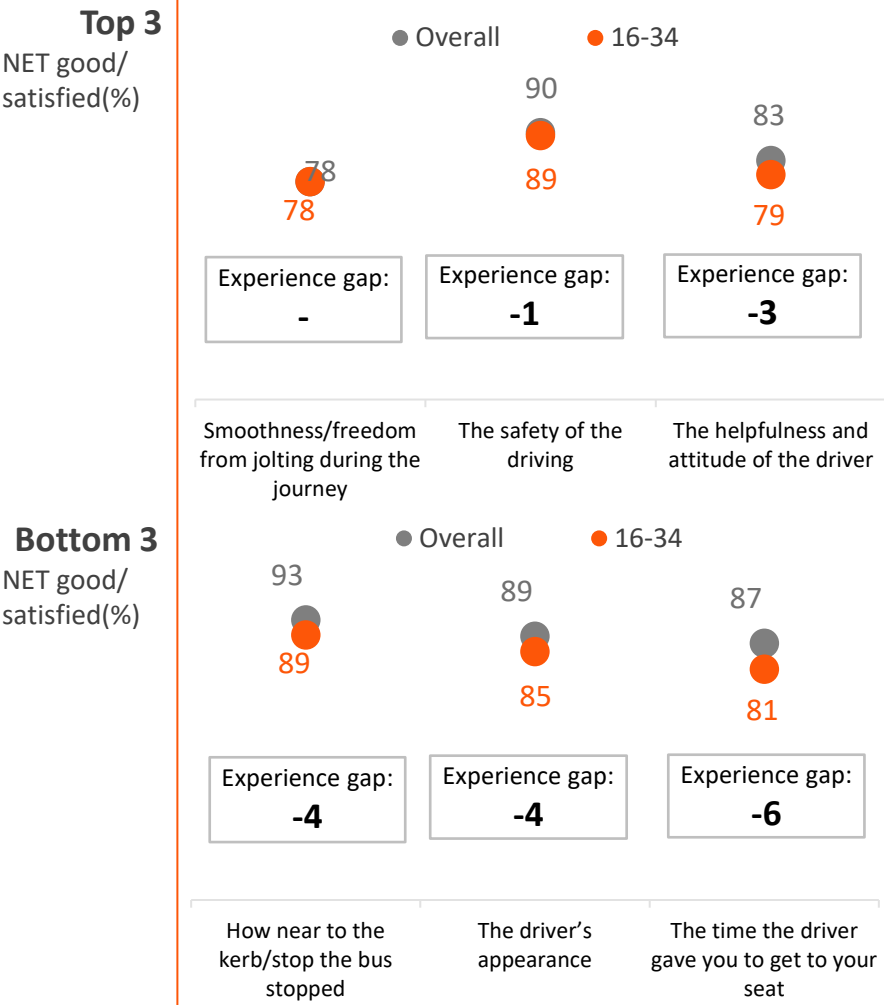 Top 3
NET good/
satisfied(%)
Overall
16-34
78
78
90
89
83
79
Experience gap:
-
Experience gap:
-1
Experience gap:
-3
Smoothness/freedom
from jolting during the
journey
The safety of the
driving
The helpfulness and
attitude of the driver
Bottom 3
NET good/
satisfied(%)
Overall
16-34
93
89
89
85
87
81
Experience gap:
-4
Experience gap:
-4
Experience gap:
-6
How near to the
kerb/stop the bus
stopped
The driver's
appearance
The time the driver
gave you to get to your
seat